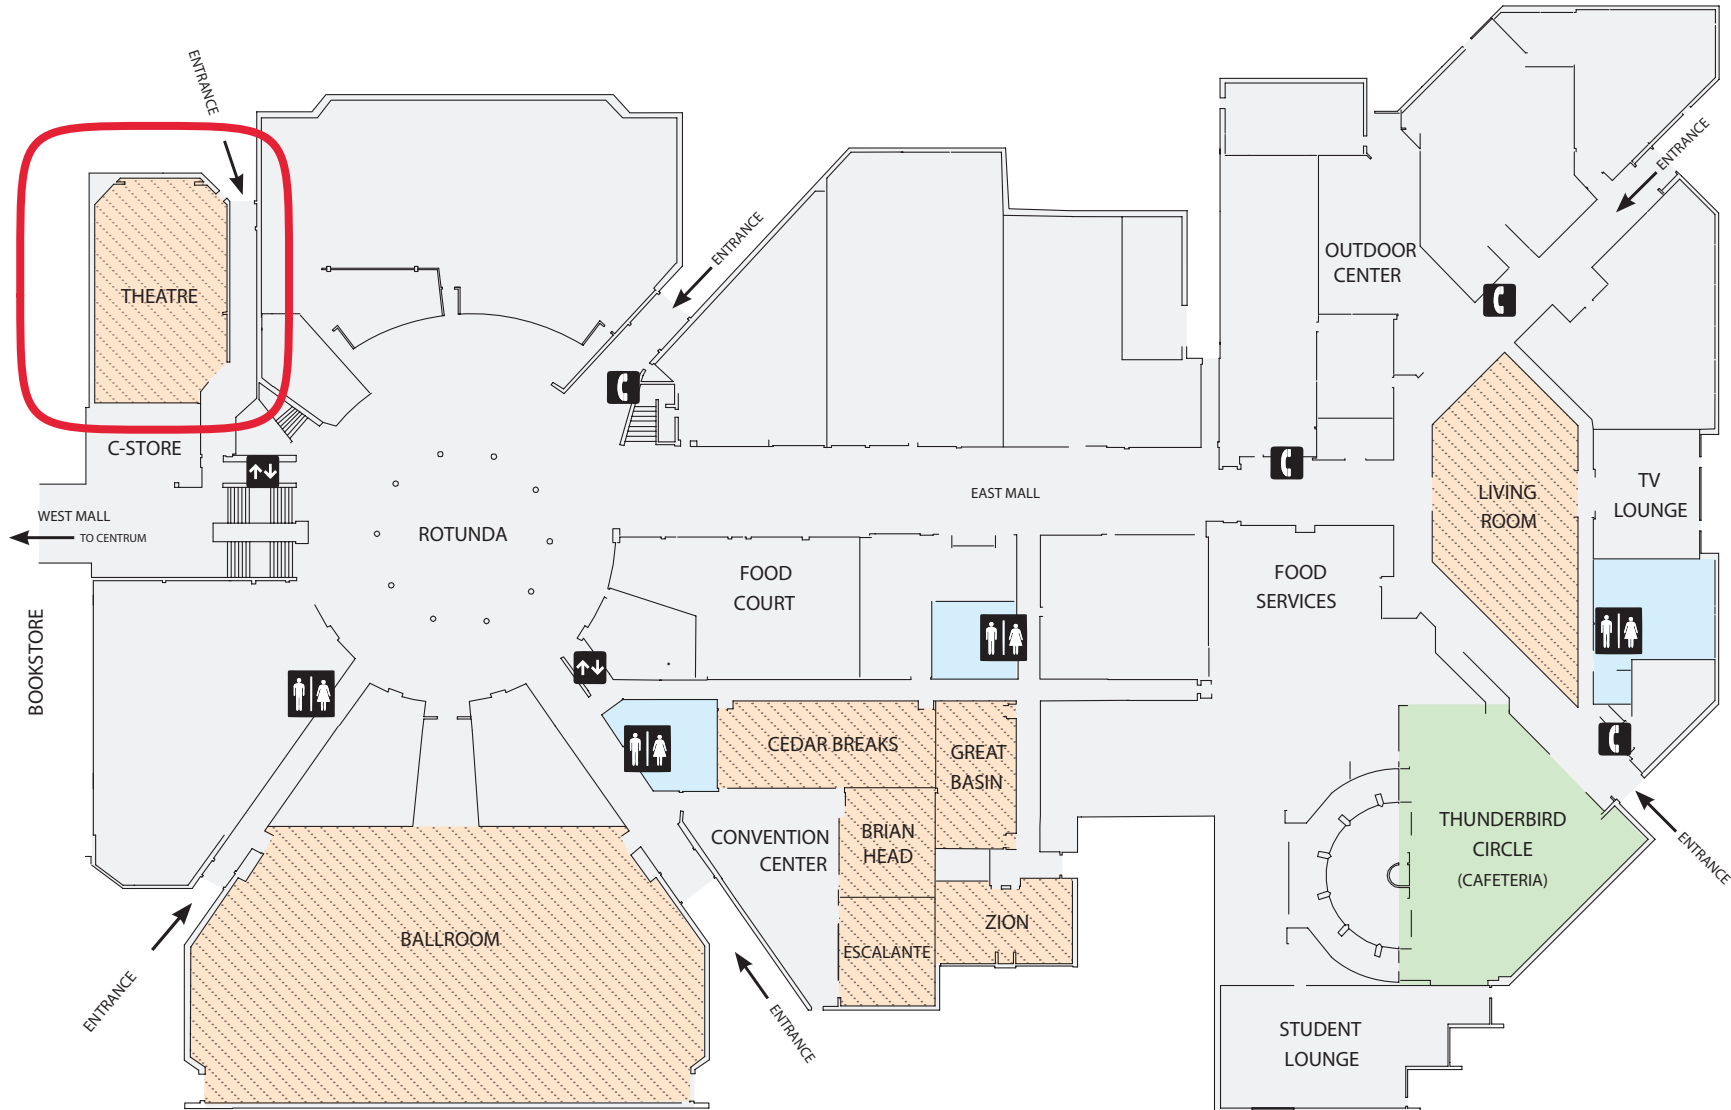 ENTRANCE
ENTRANCE
ENTRANCE
OUTDOOR
CENTER
THEATRE
C-STORE
WEST MALL
TO CENTRUM
ROTUNDA
EAST MALL
LIVING
ROOM
TV
LOUNGE
FOOD
COURT
FOOD
SERVICES
BOOKSTORE
CEDAR BREAKS
GREAT
BASIN
CONVENTION
CENTER
BRIAN
HEAD
THUNDERBIRD
CIRCLE
(CAFETERIA)
ENTRANCE
BALLROOM
ESCALANTE
ZION
ENTRANCE
ENTRANCE
STUDENT
LOUNGE